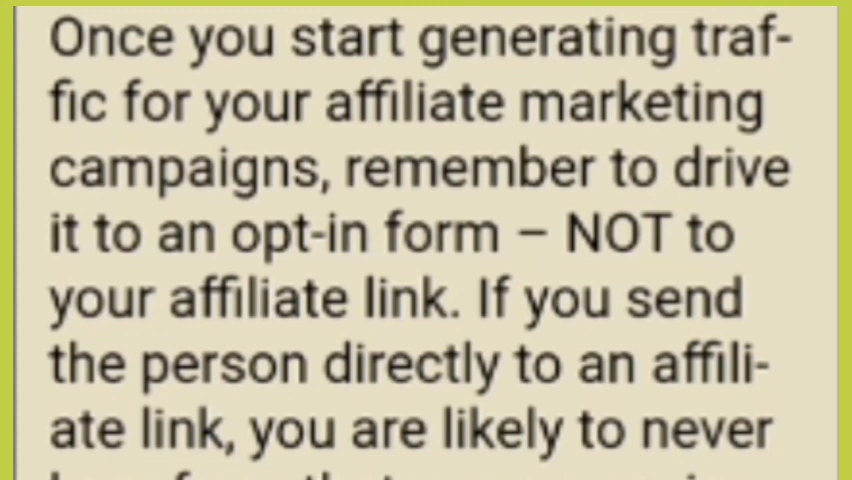 Once you start generating traf-
fic for your affiliate marketing
campaigns, remember to drive
it to an opt-in form – NOT to
your affiliate link. If you send
the person directly to an affili-
ate link, you are likely to never